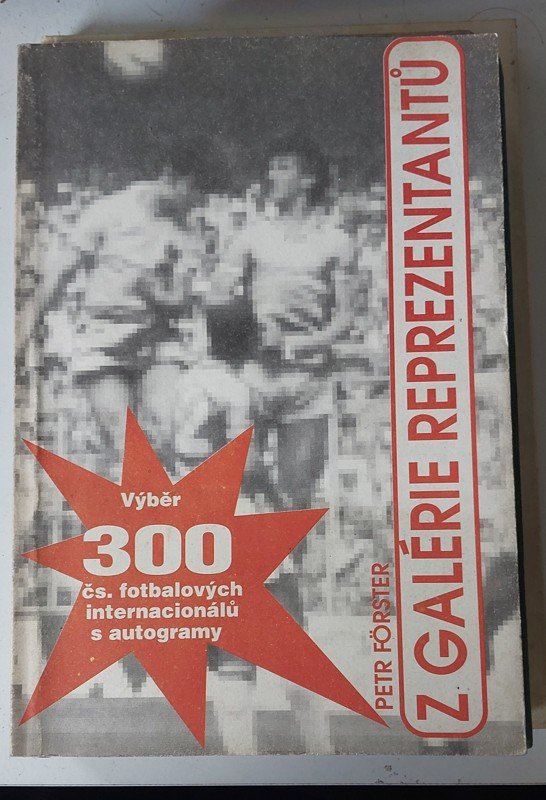 Z GALÉRIE REPREZENTANTŮ
PETR FÖRSTER
Výběr
300
čs. fotbalových
internacionálů
s autogramy